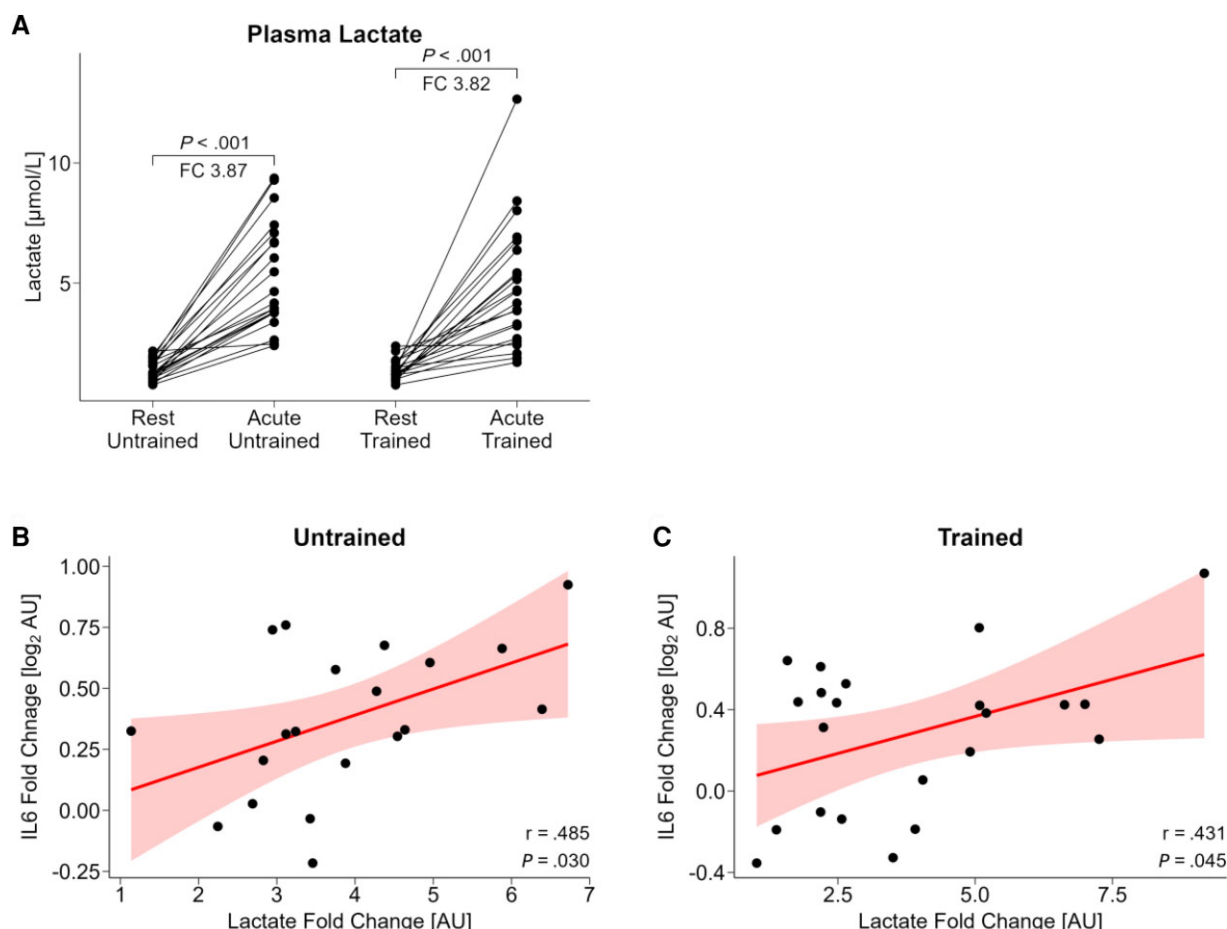 A
Plasma Lactate
P < .001
FC 3.82
P < .001
FC 3.87
Lactate [µmol/L]
10
5
Rest Untrained
Acute Untrained
Rest Trained
Acute Trained
B
Untrained
IL6 Fold Chnage [log₂ AU]
1.00
0.75
0.50
0.25
0.00
-0.25
r = .485
P = .030
1 2 3 4 5 6 7
Lactate Fold Change [AU]
C
Trained
IL6 Fold Chnage [log₂ AU]
0.8
0.4
0.0
-0.4
r = .431
P = .045
2.5 5.0 7.5
Lactate Fold Change [AU]